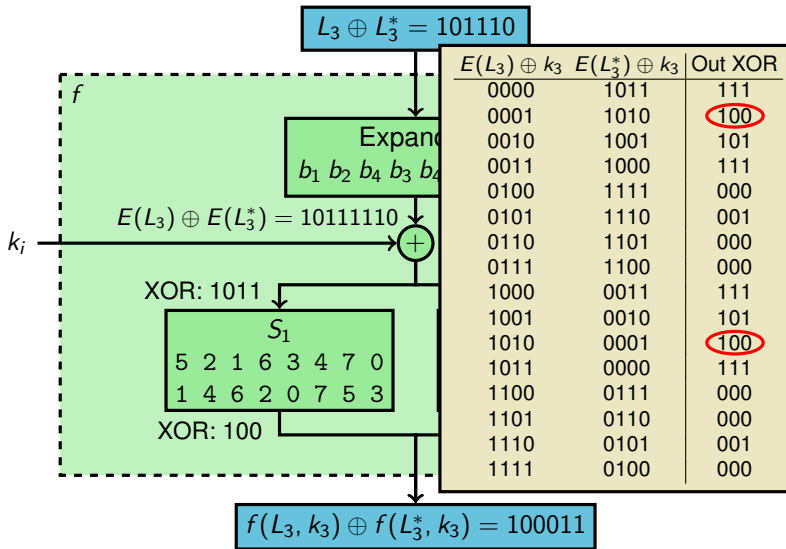 L₃ ⊕ L₃* = 101110
f
Expan
b₁ b₂ b₄ b₃ b₄
E(L₃) ⊕ E(L₃*) = 10111110
kᵢ
+
XOR: 1011
S₁
5 2 1 6 3 4 7 0
1 4 6 2 0 7 5 3
XOR: 100
f(L₃, k₃) ⊕ f(L₃*, k₃) = 100011
E(L₃) ⊕ k₃ E(L₃*) ⊕ k₃ Out XOR
0000 1011 111
0001 1010 100
0010 1001 101
0011 1000 111
0100 1111 000
0101 1110 001
0110 1101 000
0111 1100 000
1000 0011 111
1001 0010 101
1010 0001 100
1011 0000 111
1100 0111 000
1101 0110 000
1110 0101 001
1111 0100 000